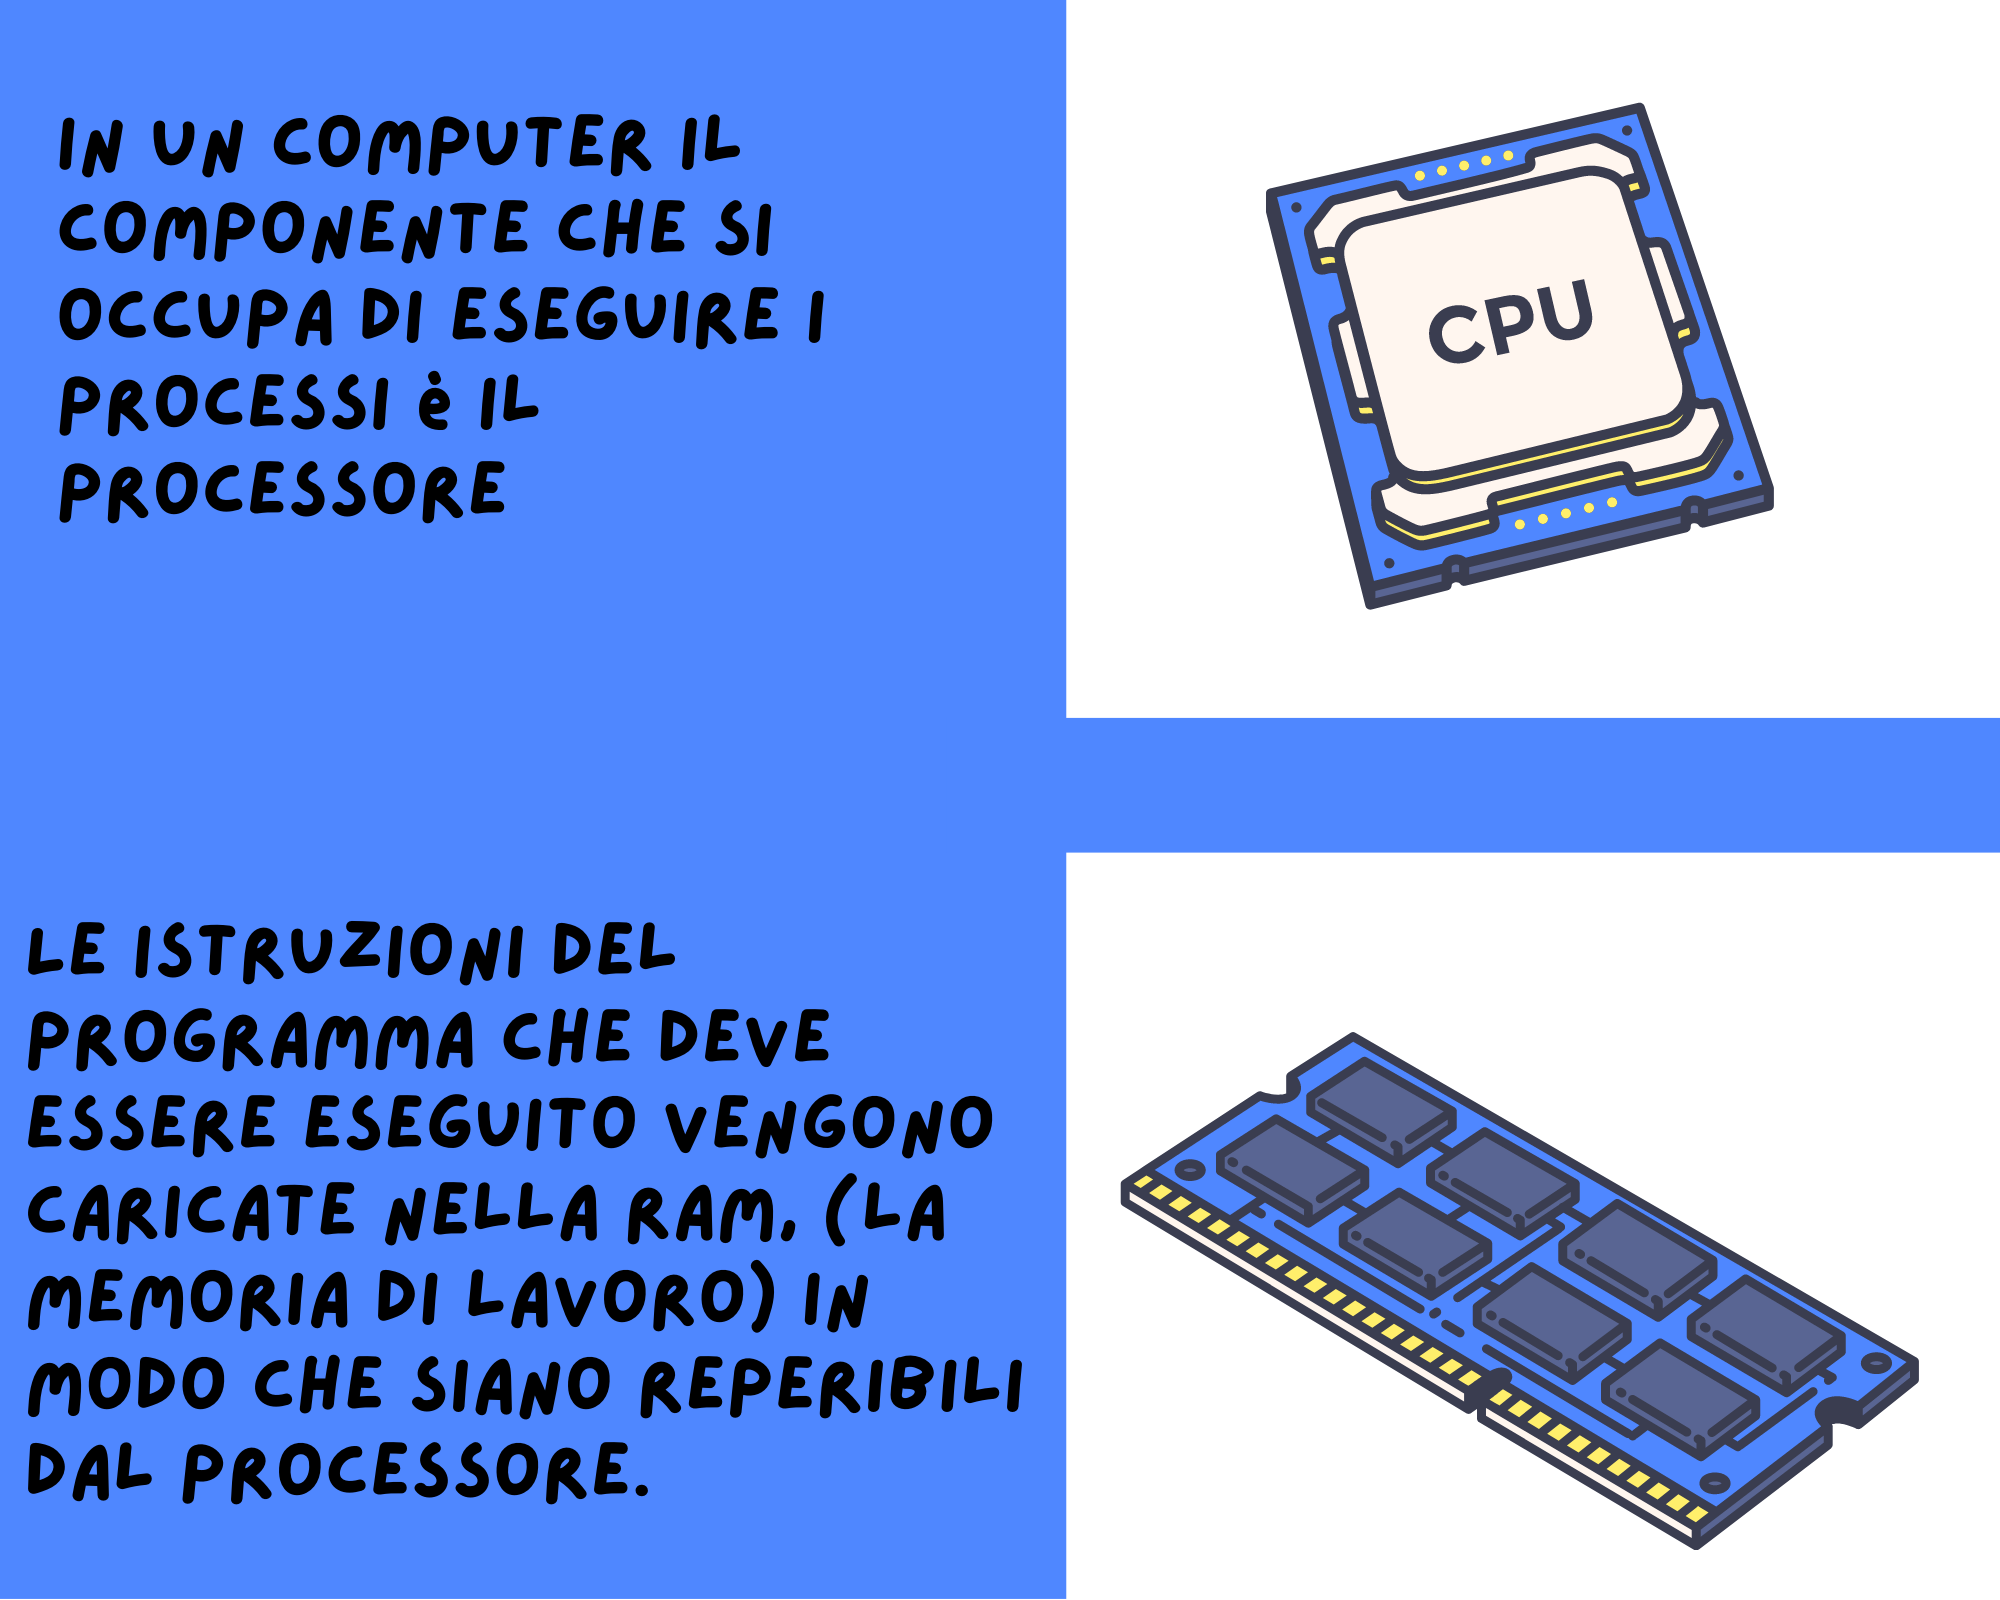 IN UN COMPUTER IL
COMPONENTE CHE SI
OCCUPA DI ESEGUIRE I
PROCESSI è IL
PROCESSORE
CPU
LE ISTRUZIONI DEL
PROGRAMMA CHE DEVE
ESSERE ESEGUITO VENGONO
CARICATE NELLA RAM, (LA
MEMORIA DI LAVORO) IN
MODO CHE SIANO REPERIBILI
DAL PROCESSORE.